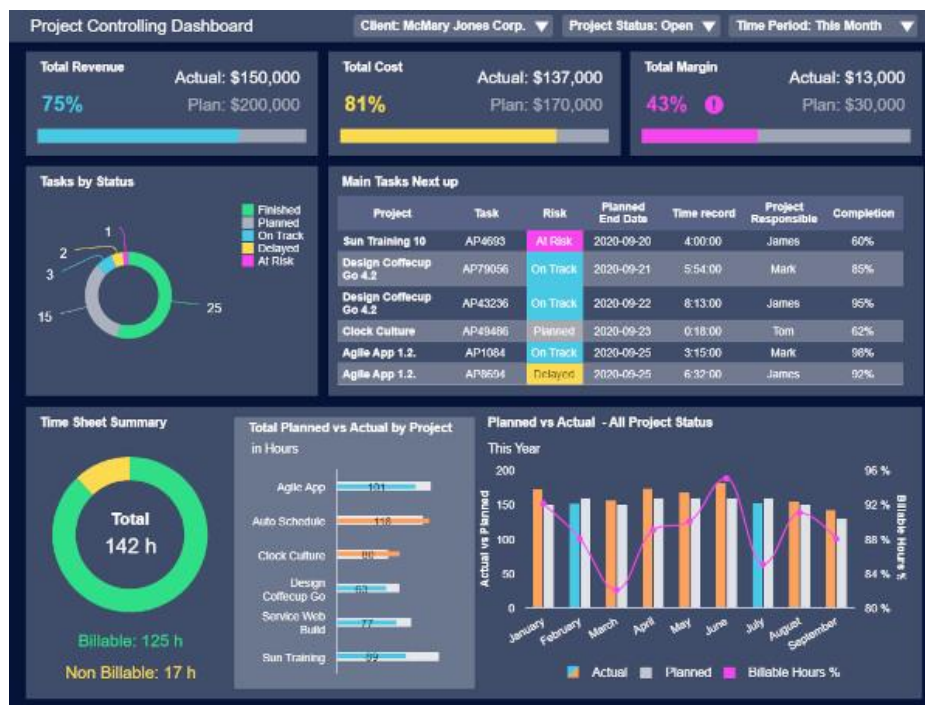 Project Controlling Dashboard
Client: McMary Jones Corp.
Project Status: Open
Time Period: This Month
Total Revenue
Actual: $150,000
75%
Plan: $200,000
Total Cost
Actual: $137,000
81%
Plan: $170,000
Total Margin
Actual: $13,000
43% !
Plan: $30,000
Tasks by Status
Finished
Planned
On Track
Delayed
At Risk
1
2
3
15
25
Main Tasks Next up
Project Task Risk Planned End Date Time record Project Responsible Completion
Sun Training 10 AP4693 At Risk 2020-09-20 4:00:00 James 60%
Design Coffecup Go 4.2 AP79056 On Track 2020-09-21 5:54:00 Mark 85%
Design Coffecup Go 4.2 AP43236 On Track 2020-09-22 8:13:00 James 95%
Clock Culture AP49486 Planned 2020-09-23 0:18:00 Tom 62%
Agile App 1.2. AP1084 On Track 2020-09-25 3:15:00 Mark 98%
Agile App 1.2. AP8694 Delayed 2020-09-25 6:32:00 James 92%
Time Sheet Summary
Total
142 h
Billable: 125 h
Non Billable: 17 h
Total Planned vs Actual by Project
in Hours
Agile App 101
Auto Schedule 118
Clock Culture
Design
Coffecup Go 63
Service Web
Build 77
Sun Training
Planned vs Actual - All Project Status
This Year
200
150
100
50
0
Actual vs Planned
96 %
92 %
88 %
84 %
80 %
Billable Hours %
January
February
March
April
May
June
July
August
September
Actual
Planned
Billable Hours %